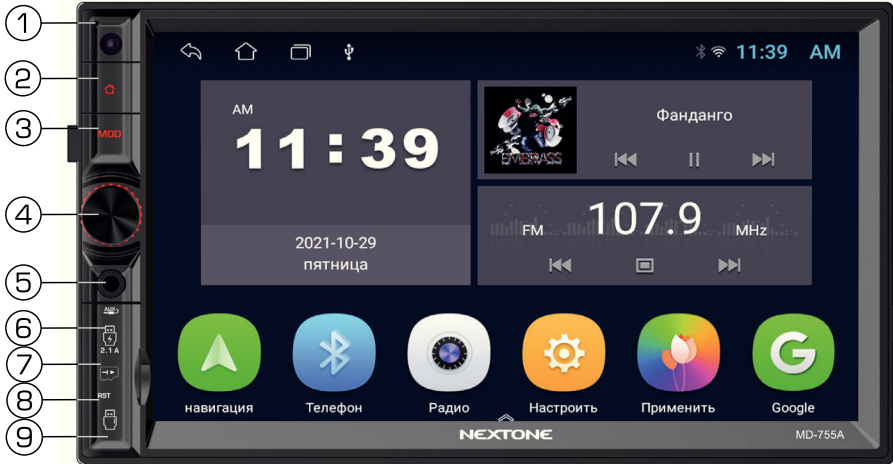 1
2
3
4
5
6
7
8
9
MOD
AUX
2.1 A
RST
11:39 AM
AM
11:39
2021-10-29
пятница
EMBRASS
Фанданго
FM 107.9 MHz
навигация
Телефон
Радио
Настроить
Применить
Google
NEXTONE
MD-755A